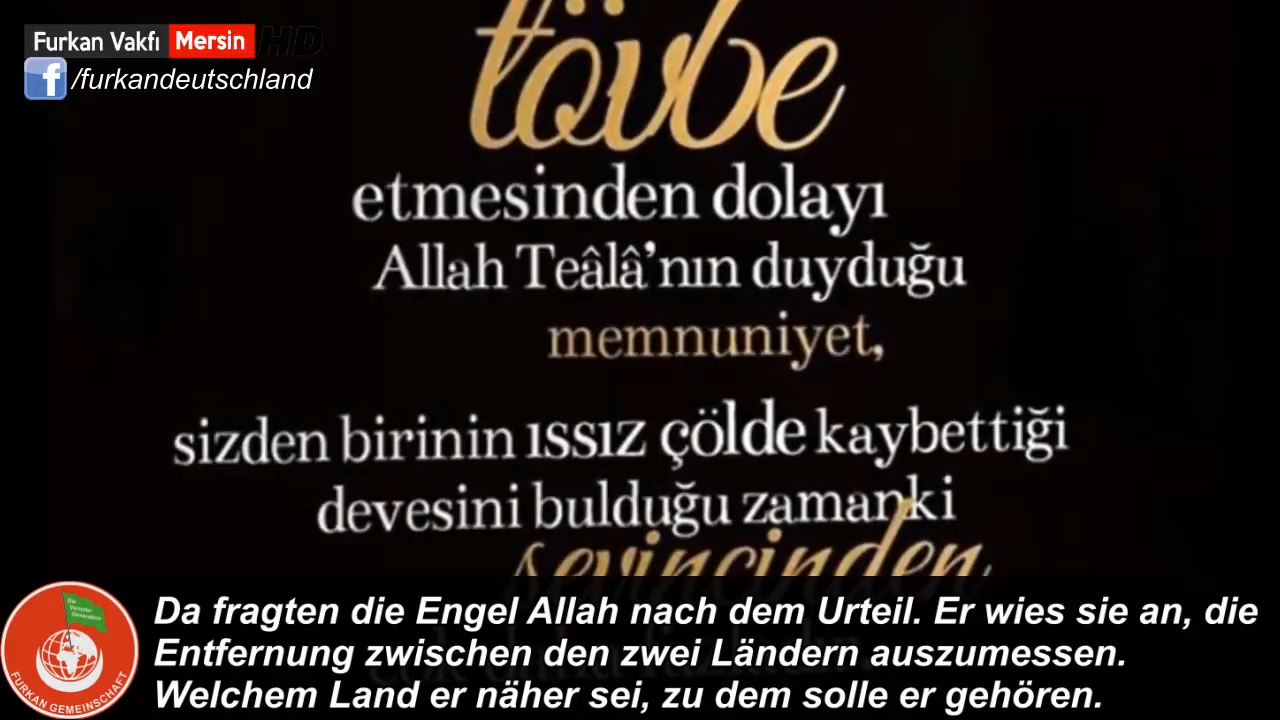 Furkan Vakfı Mersin HD
/furkandeutschland
tövbe
etmesinden dolayı
Allah Teâlâ’nın duyduğu
memnuniyet,
sizden birinin ıssız çölde kaybettiği
devesini bulduğu zamanki
sevincinden
Da fragten die Engel Allah nach dem Urteil. Er wies sie an, die
Entfernung zwischen den zwei Ländern auszumessen.
Welchem Land er näher sei, zu dem solle er gehören.
FURKAN GEMEINSCHAFT